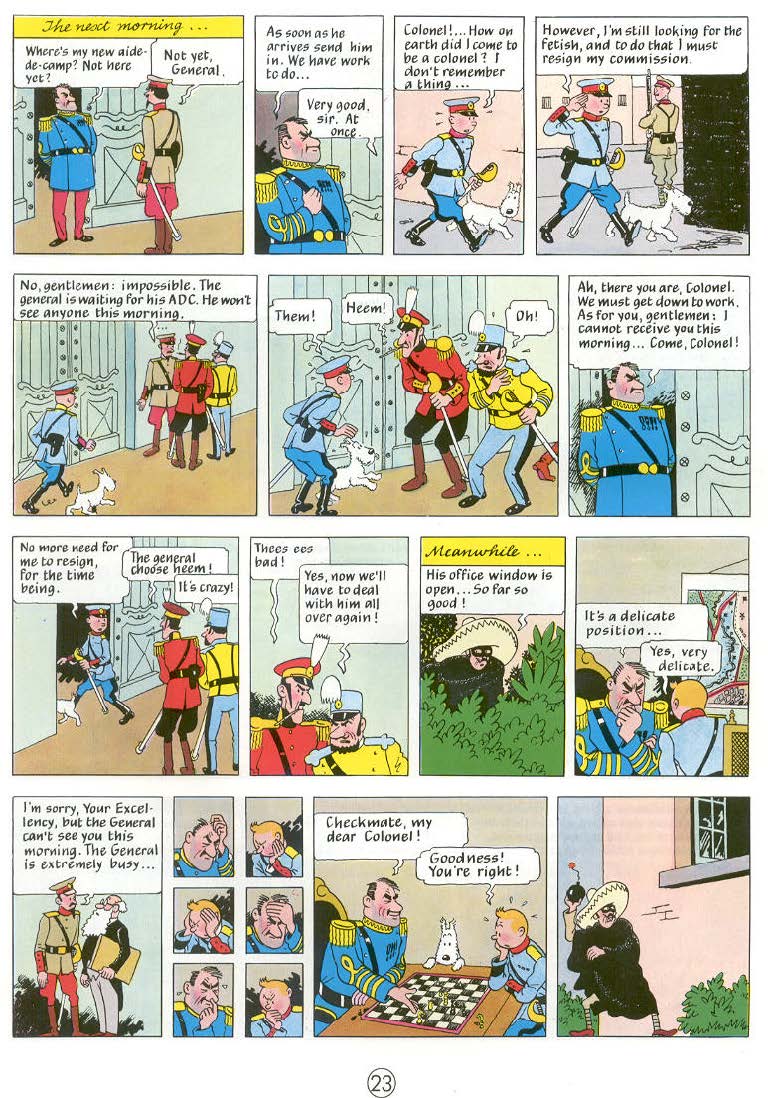 The next morning ...
Where's my new aide-
de-camp? Not here
yet?
Not yet,
General.
As soon as he
arrives send him
in. We have work
to do...
Very good,
sir. At
once.
Colonel!... How on
earth did I come to
be a colonel? I
don't remember
a thing ...
However, I'm still looking for the
fetish, and to do that I must
resign my commission.
No, gentlemen: impossible. The
general is waiting for his ADC. He won't
see anyone this morning.
...
Them!
Heem!
Oh!
Ah, there you are, Colonel.
We must get down to work.
As for you, gentlemen: I
cannot receive you this
morning... Come, Colonel!
No more need for
me to resign,
for the time
being.
The general
choose heem!
It's crazy!
Thees ees
bad!
Yes, now we'll
have to deal
with him all
over again!
Meanwhile ...
His office window is
open... So far so
good!
It's a delicate
position...
Yes, very
delicate.
I'm sorry, Your Excel-
lency, but the General
can't see you this
morning. The General
is extremely busy...
Checkmate, my
dear Colonel!
Goodness!
You're right!
23